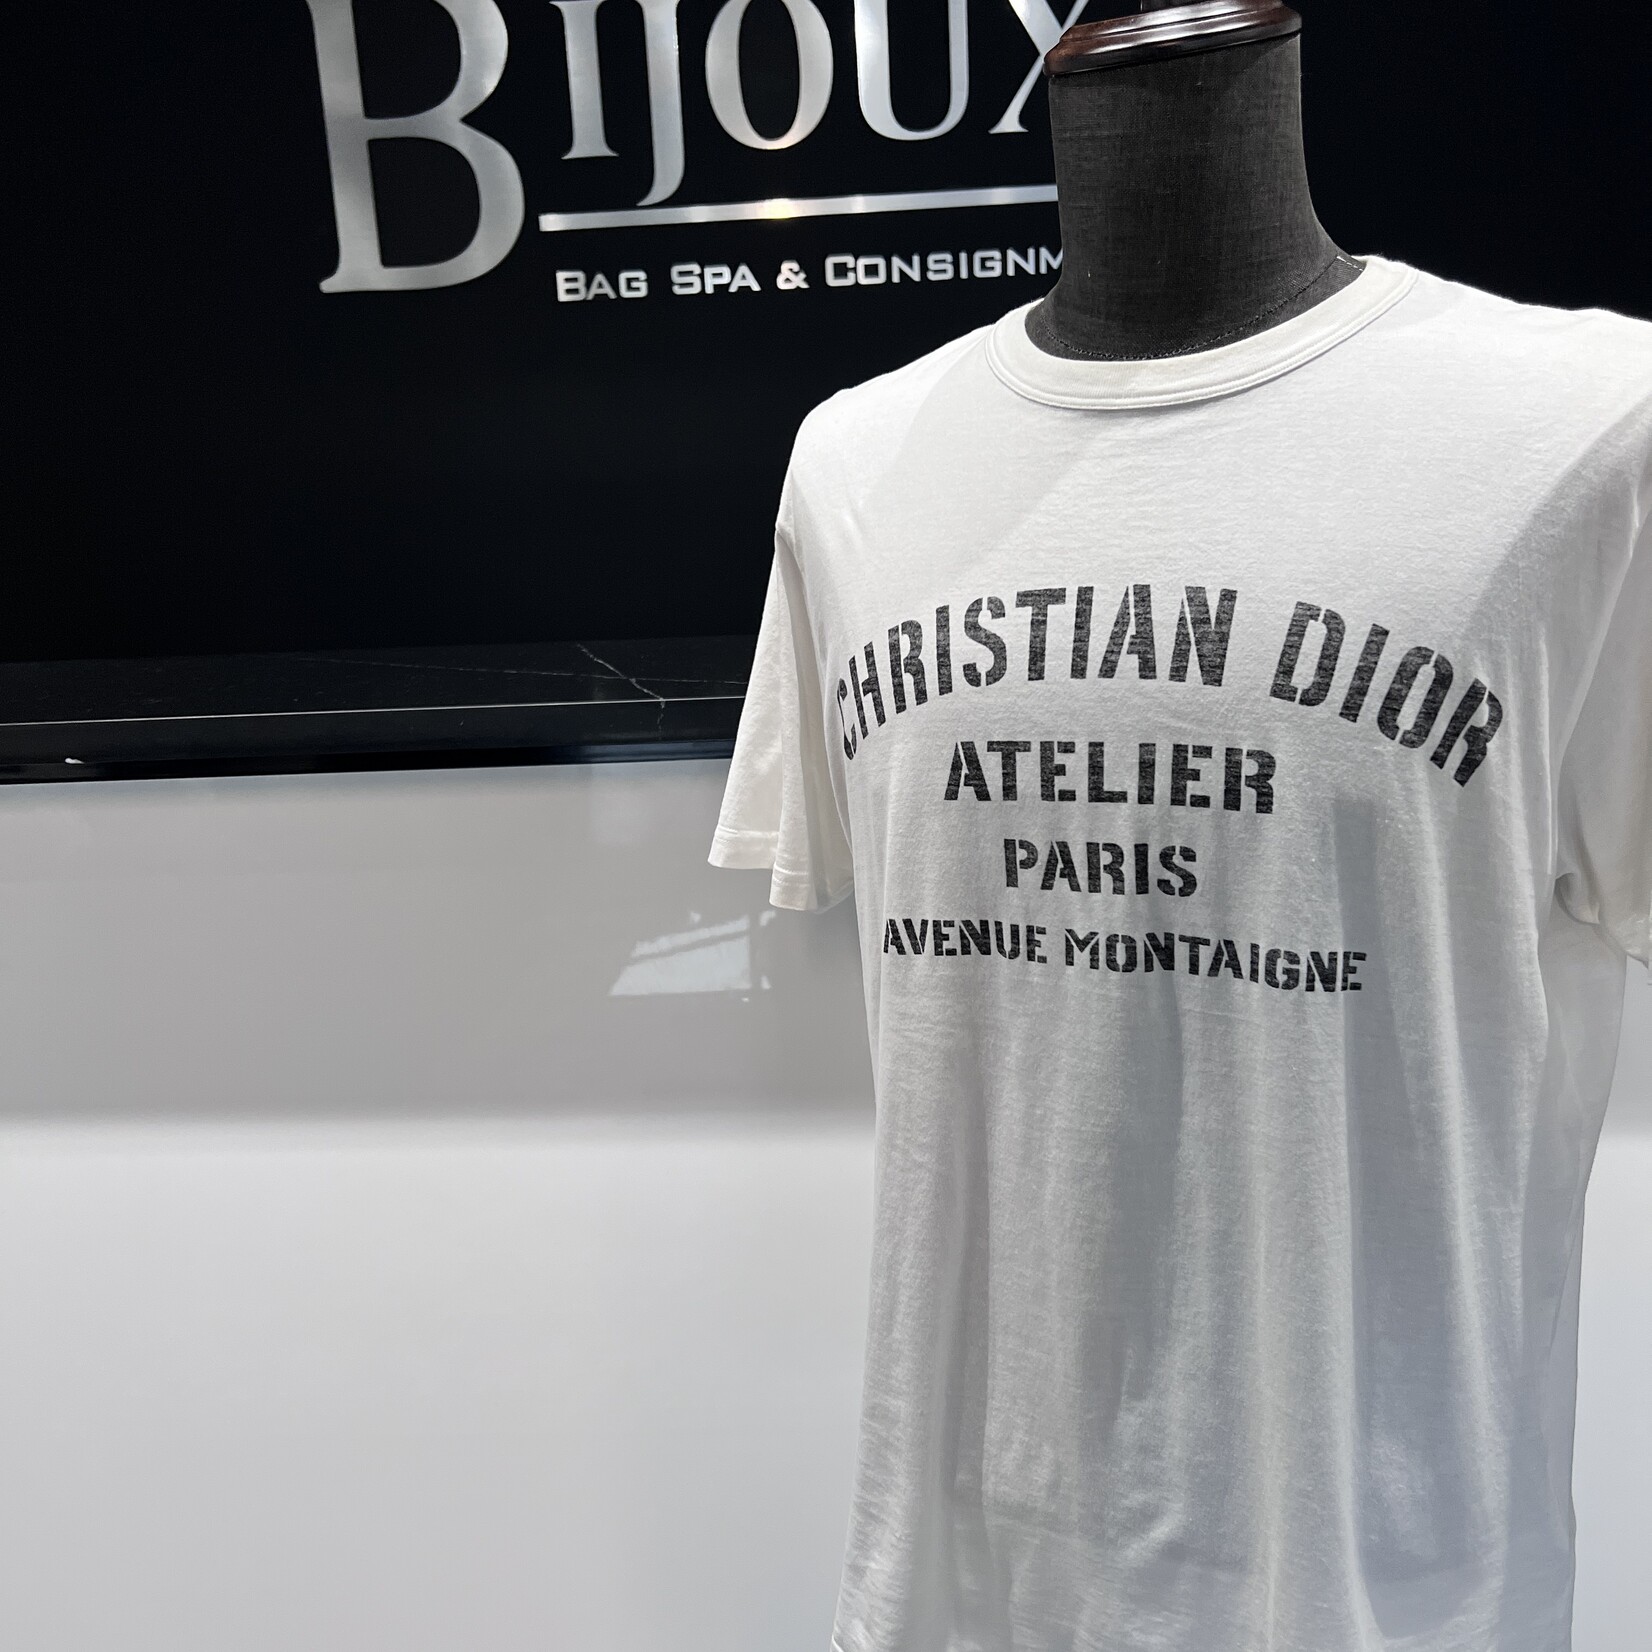 BIJOUX
BAG SPA & CONSIGNM
CHRISTIAN DIOR
ATELIER
PARIS
AVENUE MONTAIGNE